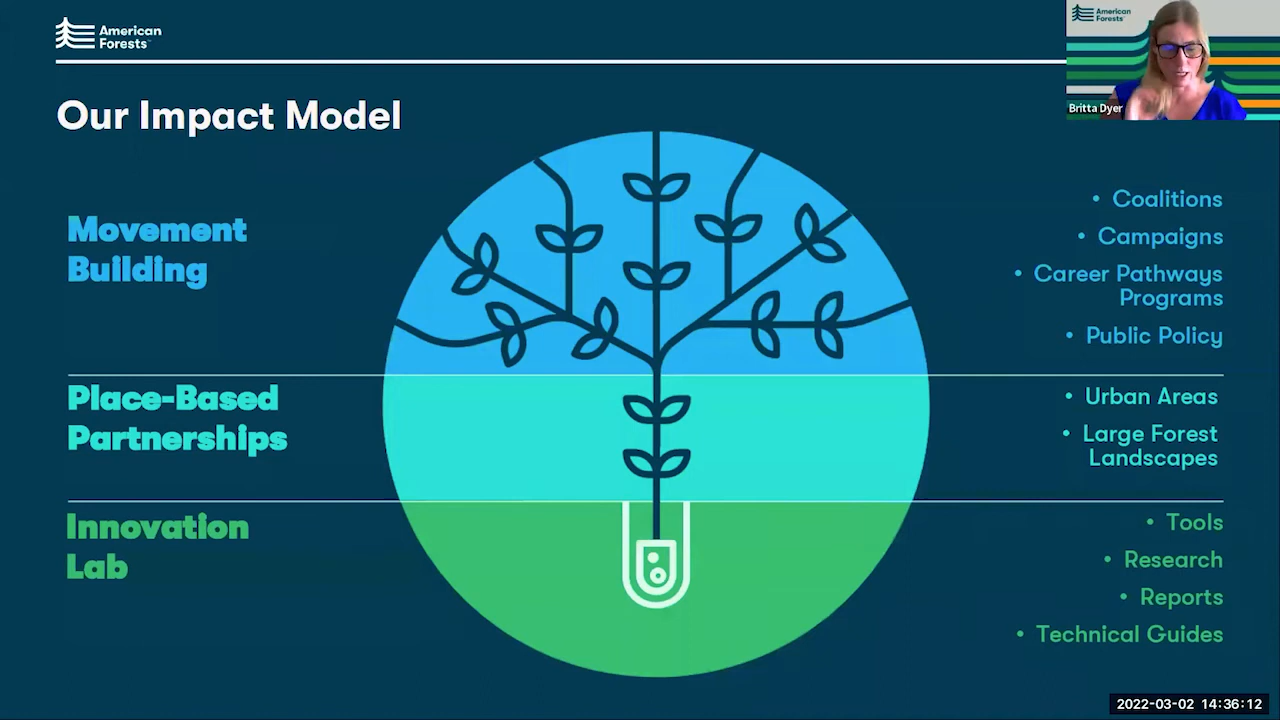 American
Forests
American
Forests
Britta Dyer
Our Impact Model
Movement
Building
• Coalitions
• Campaigns
• Career Pathways
Programs
• Public Policy
Place-Based
Partnerships
• Urban Areas
• Large Forest
Landscapes
Innovation
Lab
• Tools
• Research
• Reports
• Technical Guides
2022-03-02 14:36:12